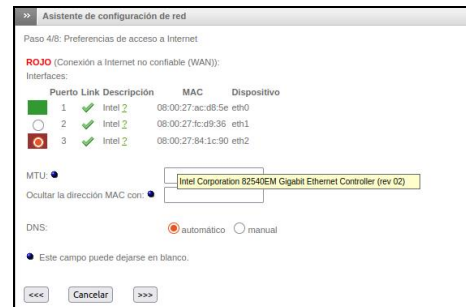 » Asistente de configuración de red
Paso 4/8: Preferencias de acceso a Internet
ROJO (Conexión a Internet no confiable (WAN)):
Interfaces:
Puerto Link Descripción MAC Dispositivo
1 ✔ Intel ? 08:00:27:ac:d8:5e eth0
2 ✔ Intel ? 08:00:27:fc:d9:36 eth1
3 ✔ Intel ? 08:00:27:84:1c:90 eth2
MTU:
Intel Corporation 82540EM Gigabit Ethernet Controller (rev 02)
Ocultar la dirección MAC con:
DNS: automático manual
Este campo puede dejarse en blanco.
<<< Cancelar >>>